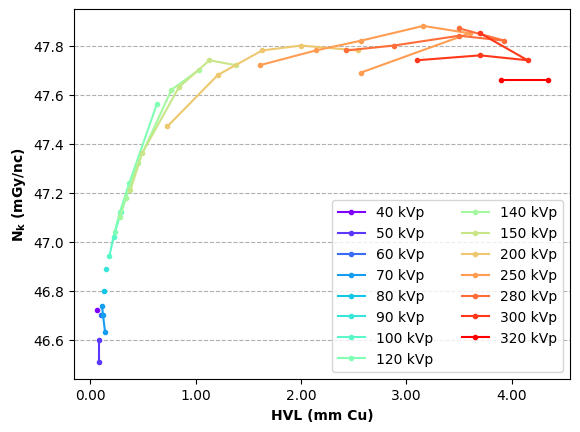 47.8
47.6
47.4
47.2
47.0
46.8
46.6
N_k (mGy/nc)
0.00 1.00 2.00 3.00 4.00
HVL (mm Cu)
40 kVp
50 kVp
60 kVp
70 kVp
80 kVp
90 kVp
100 kVp
120 kVp
140 kVp
150 kVp
200 kVp
250 kVp
280 kVp
300 kVp
320 kVp